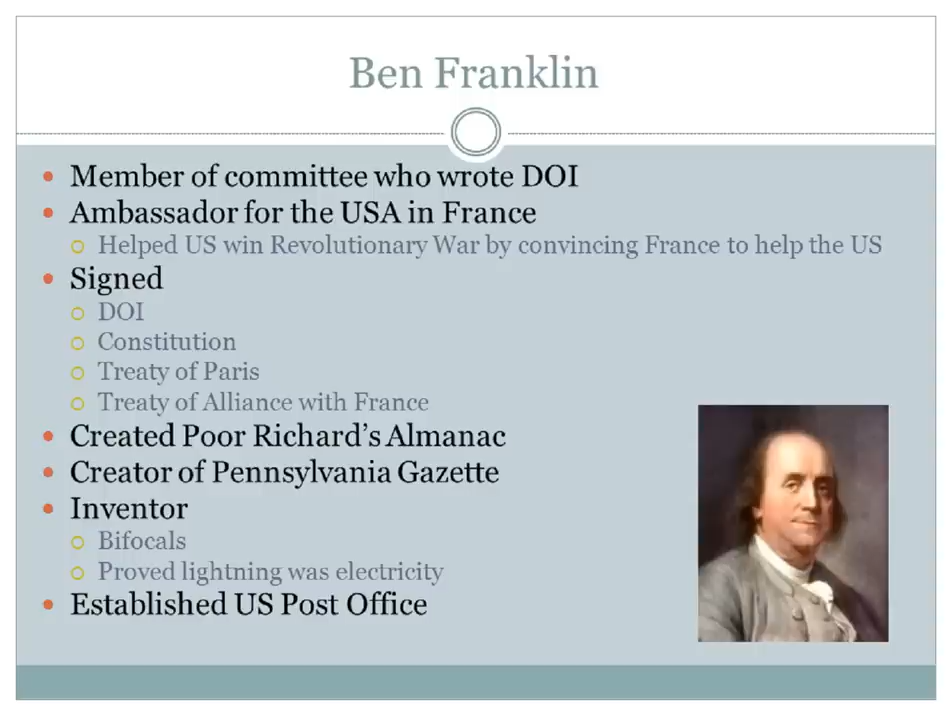 Ben Franklin
Member of committee who wrote DOI
Ambassador for the USA in France
Helped US win Revolutionary War by convincing France to help the US
Signed
DOI
Constitution
Treaty of Paris
Treaty of Alliance with France
Created Poor Richard's Almanac
Creator of Pennsylvania Gazette
Inventor
Bifocals
Proved lightning was electricity
Established US Post Office